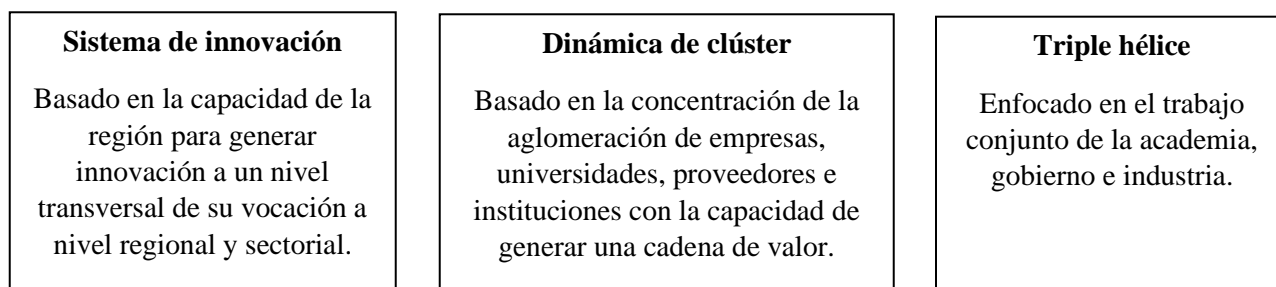 Sistema de innovación
Basado en la capacidad de la
región para generar
innovación a un nivel
transversal de su vocación a
nivel regional y sectorial.
Dinámica de clúster
Basado en la concentración de la
aglomeración de empresas,
universidades, proveedores e
instituciones con la capacidad de
generar una cadena de valor.
Triple hélice
Enfocado en el trabajo
conjunto de la academia,
gobierno e industria.